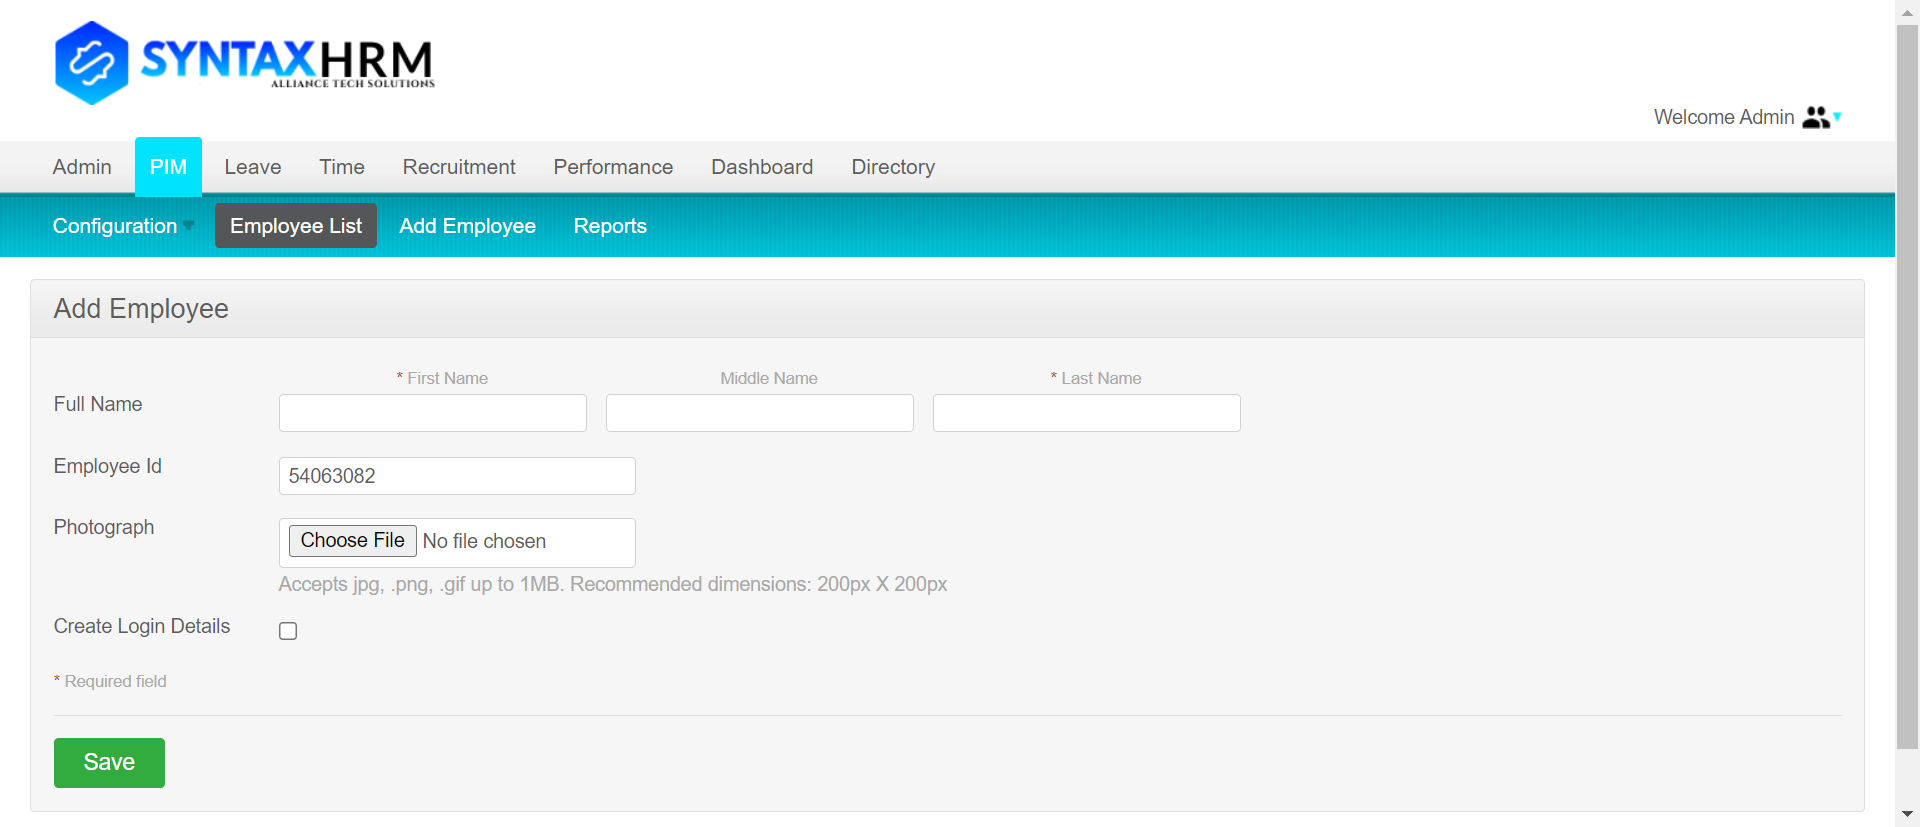 SYNTAXHRM
ALLIANCE TECH SOLUTIONS
Welcome Admin
Admin PIM Leave Time Recruitment Performance Dashboard Directory
Configuration Employee List Add Employee Reports
Add Employee
* First Name Middle Name * Last Name
Full Name
Employee Id 54063082
Photograph Choose File No file chosen
Accepts jpg, .png, .gif up to 1MB. Recommended dimensions: 200px X 200px
Create Login Details
* Required field
Save